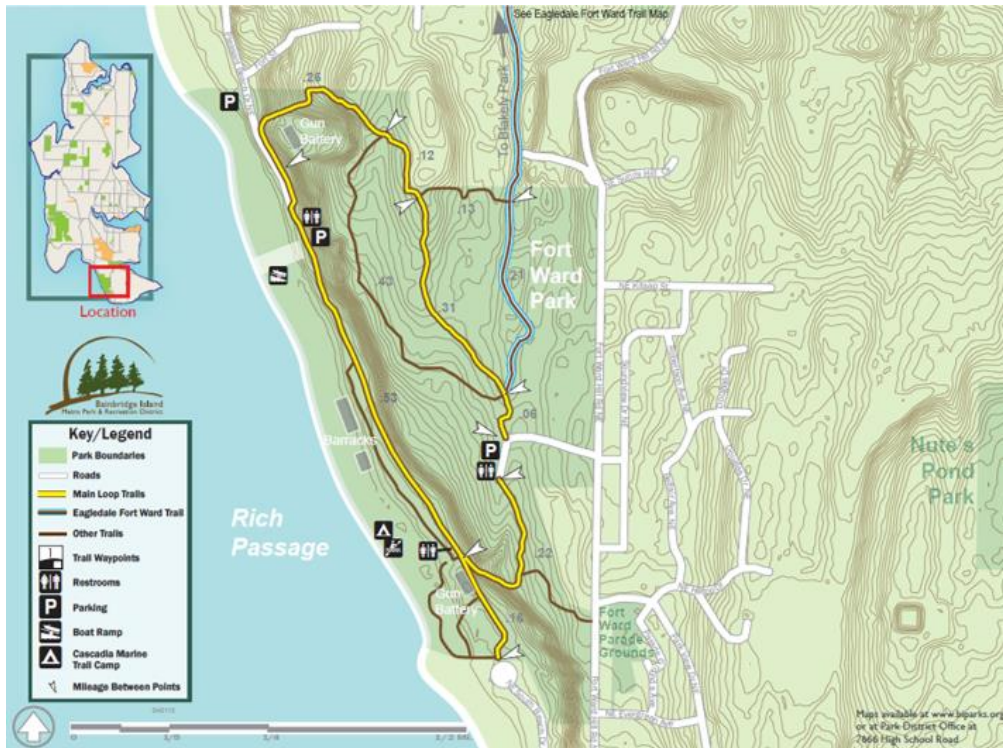 See Eagledale Fort Ward Trail Map
To Blakely Park
.26
Gun
Battery
.12
.13
.21
Fort
Ward
Park
.43
.31
.53
.06
Barracks
.22
Gun
Battery
.16
Rich
Passage
Nute's
Pond
Park
Fort
Ward
Parade
Grounds
Location
Bainbridge Island
Metro Park & Recreation District
Key/Legend
Park Boundaries
Roads
Main Loop Trails
Eagledale Fort Ward Trail
Other Trails
Trail Waypoints
Restrooms
P
Parking
Boat Ramp
Cascadia Marine
Trail Camp
Mileage Between Points
P
P
P
Maps available at www.biparks.org
or at Park District Office at
7666 High School Road